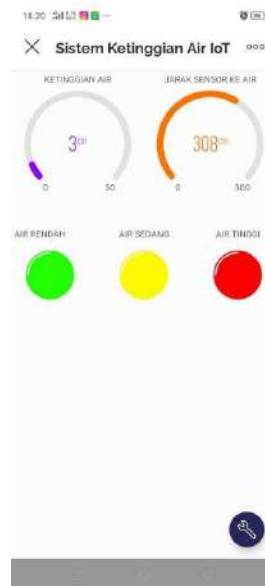 18.20
Sistem Ketinggian Air IoT
KETINGGIAN AIR JARAK SENSOR KE AIR
3cm 308cm
0 50 0 500
AIR RENDAH AIR SEDANG AIR TINGGI